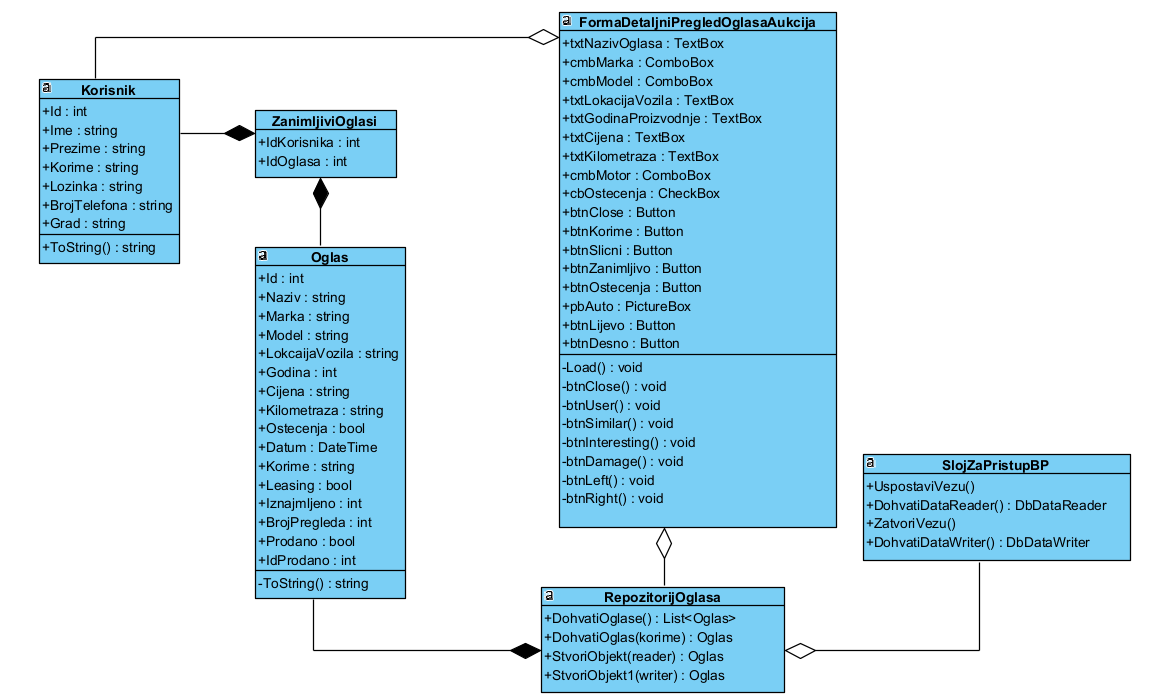 FormaDetaljniPregledOglasaAukcija
+txtNazivOglasa : TextBox
+cmbMarka : ComboBox
+cmbModel : ComboBox
+txtLokacijaVozila : TextBox
+txtGodinaProizvodnje : TextBox
+txtCijena : TextBox
+txtKilometraza : TextBox
+cmbMotor : ComboBox
+cbOstecenja : CheckBox
+btnClose : Button
+btnKorime : Button
+btnSlicni : Button
+btnZanimljivo : Button
+btnOstecenja : Button
+pbAuto : PictureBox
+btnLijevo : Button
+btnDesno : Button
-Load() : void
-btnClose() : void
-btnUser() : void
-btnSimilar() : void
-btnInteresting() : void
-btnDamage() : void
-btnLeft() : void
-btnRight() : void
Korisnik
+Id : int
+Ime : string
+Prezime : string
+Korime : string
+Lozinka : string
+BrojTelefona : string
+Grad : string
+ToString() : string
ZanimljiviOglasi
+IdKorisnika : int
+IdOglasa : int
Oglas
+Id : int
+Naziv : string
+Marka : string
+Model : string
+LokcaijaVozila : string
+Godina : int
+Cijena : string
+Kilometraza : string
+Ostecenja : bool
+Datum : DateTime
+Korime : string
+Leasing : bool
+Iznajmljeno : int
+BrojPregleda : int
+Prodano : bool
+IdProdano : int
-ToString() : string
SlojZaPristupBP
+UspostaviVezu()
+DohvatiDataReader() : DbDataReader
+ZatvoriVezu()
+DohvatiDataWriter() : DbDataWriter
RepozitorijOglasa
+DohvatiOglase() : List<Oglas>
+DohvatiOglas(korime) : Oglas
+StvoriObjekt(reader) : Oglas
+StvoriObjekt1(writer) : Oglas